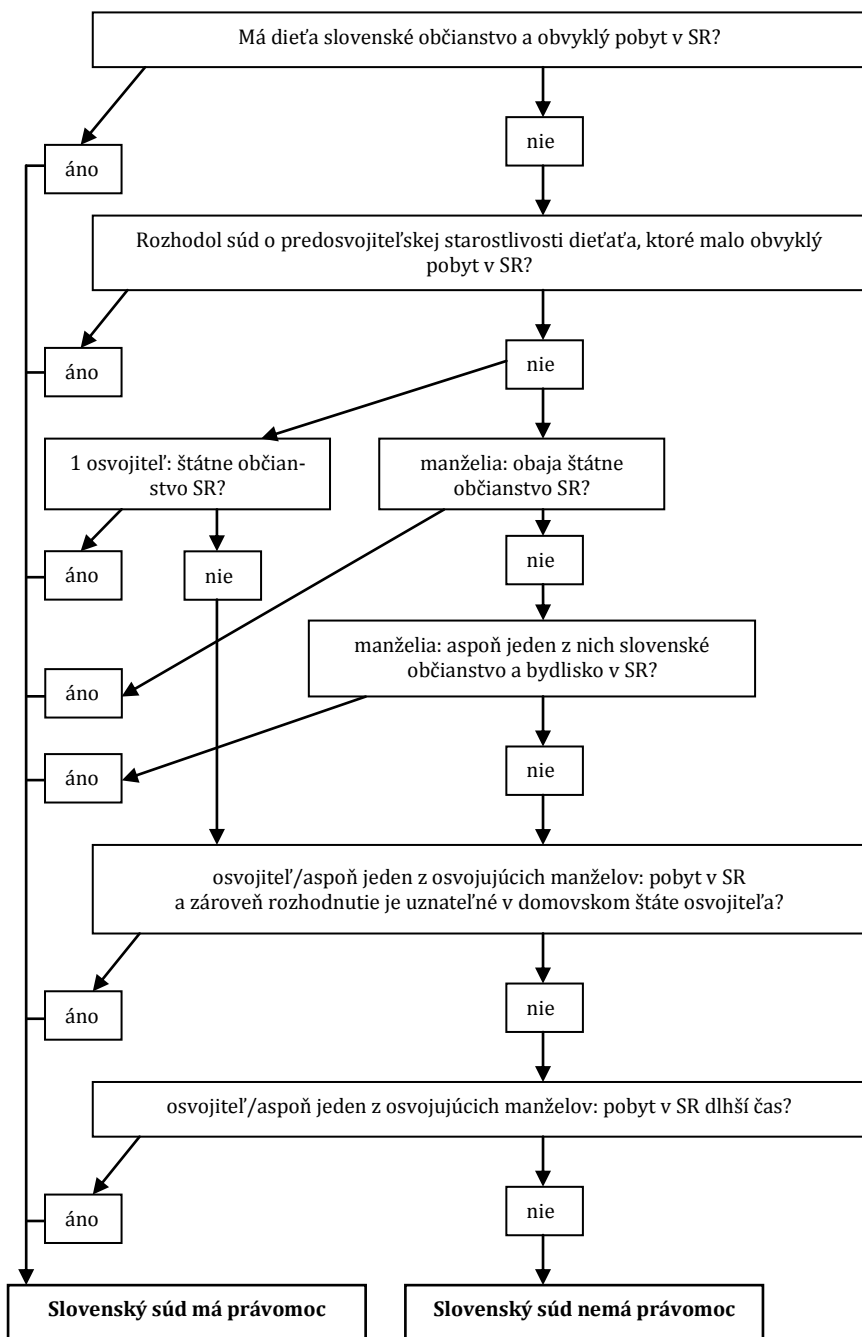 Má dieťa slovenské občianstvo a obvyklý pobyt v SR?
áno
nie
Rozhodol súd o predosvojiteľskej starostlivosti dieťaťa, ktoré malo obvyklý
pobyt v SR?
áno
nie
1 osvojiteľ: štátne občian-
stvo SR?
manželia: obaja štátne
občianstvo SR?
áno
nie
nie
manželia: aspoň jeden z nich slovenské
občianstvo a bydlisko v SR?
áno
áno
nie
osvojiteľ/aspoň jeden z osvojujúcich manželov: pobyt v SR
a zároveň rozhodnutie je uznateľné v domovskom štáte osvojiteľa?
áno
nie
osvojiteľ/aspoň jeden z osvojujúcich manželov: pobyt v SR dlhší čas?
áno
nie
Slovenský súd má právomoc
Slovenský súd nemá právomoc